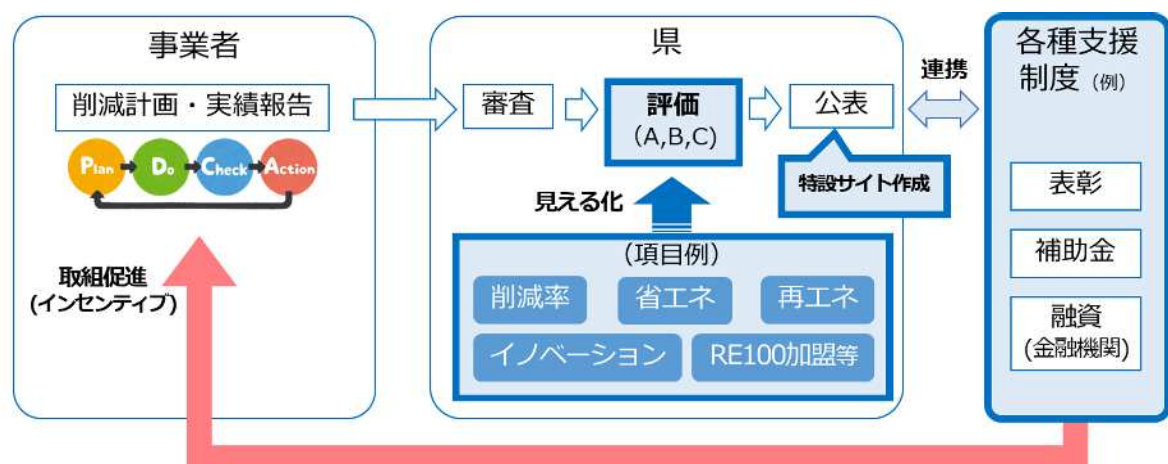 事業者
削減計画・実績報告
Plan
Do
Check
Action
取組促進
(インセンティブ)
県
審査
評価
(A,B,C)
公表
特設サイト作成
見える化
(項目例)
削減率
省エネ
再エネ
イノベーション
RE100加盟等
連携
各種支援
制度 (例)
表彰
補助金
融資
(金融機関)